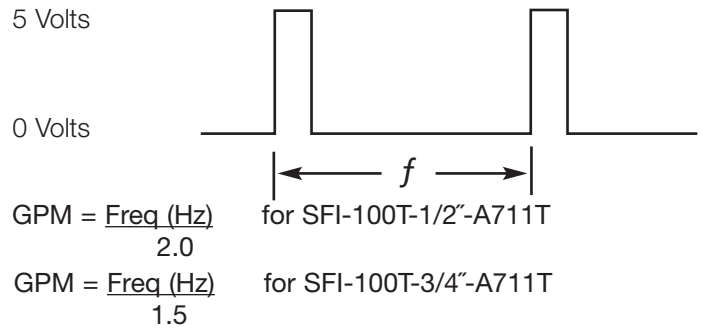 5 Volts
0 Volts
f
GPM = Freq (Hz) for SFI-100T-1/2˝-A711T
2.0
GPM = Freq (Hz) for SFI-100T-3/4˝-A711T
1.5